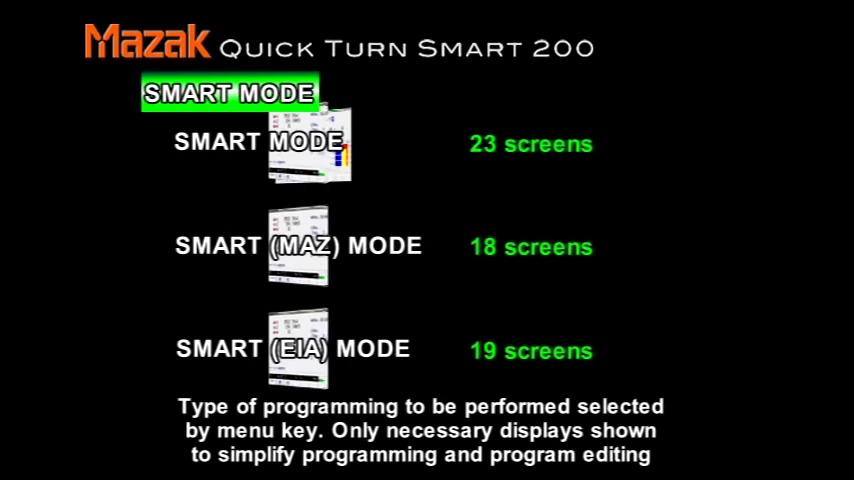 Mazak QUICK TURN SMART 200
SMART MODE
SMART MODE 23 screens
SMART (MAZ) MODE 18 screens
SMART (EIA) MODE 19 screens
Type of programming to be performed selected
by menu key. Only necessary displays shown
to simplify programming and program editing